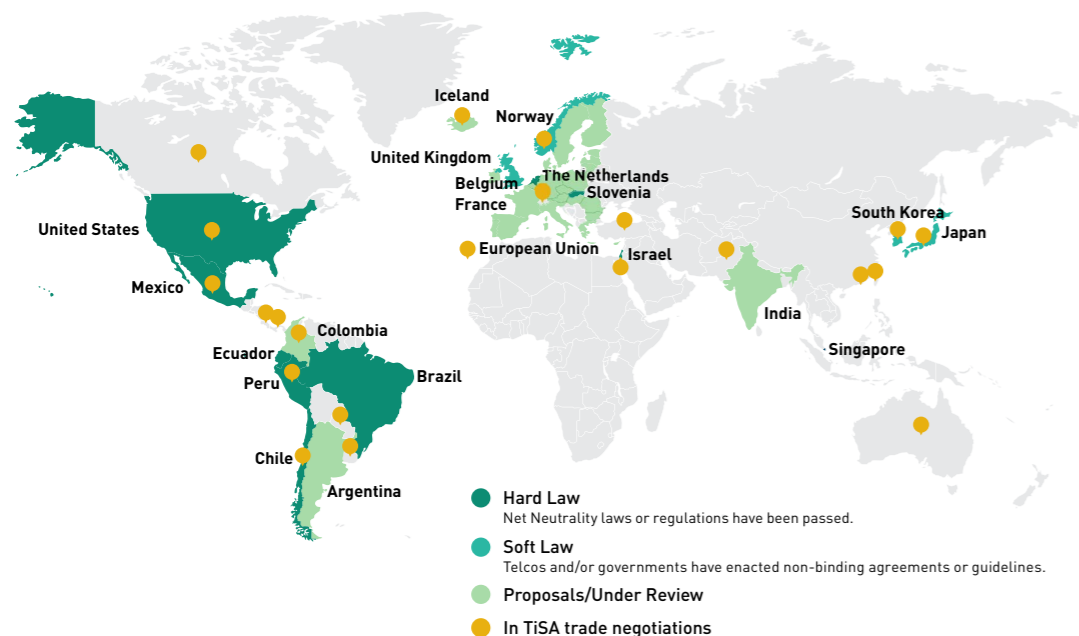 Iceland
Norway
United Kingdom
The Netherlands
Belgium
Slovenia
France
South Korea
United States
Japan
European Union
Israel
Mexico
India
Colombia
Singapore
Ecuador
Peru
Brazil
Chile
Argentina
Hard Law
Net Neutrality laws or regulations have been passed.
Soft Law
Telcos and/or governments have enacted non-binding agreements or guidelines.
Proposals/Under Review
In TiSA trade negotiations